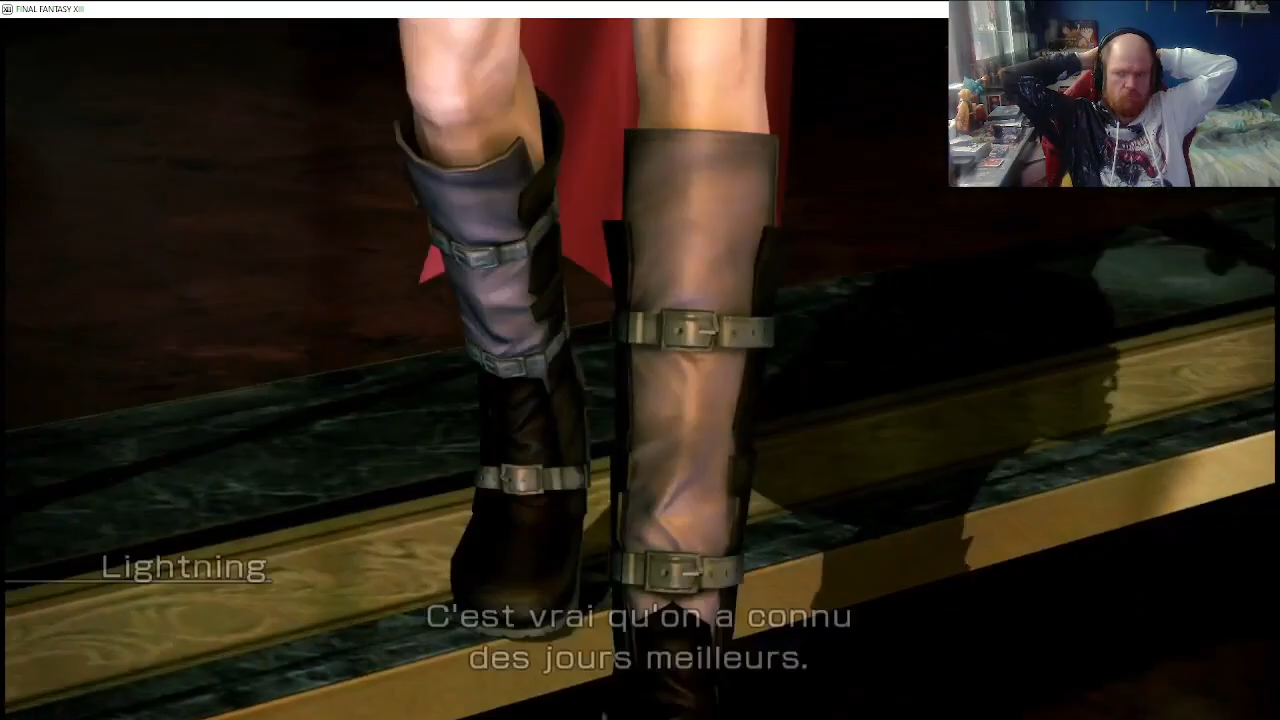 FINAL FANTASY XIII
Lightning
C'est vrai qu'on a connu
des jours meilleurs.